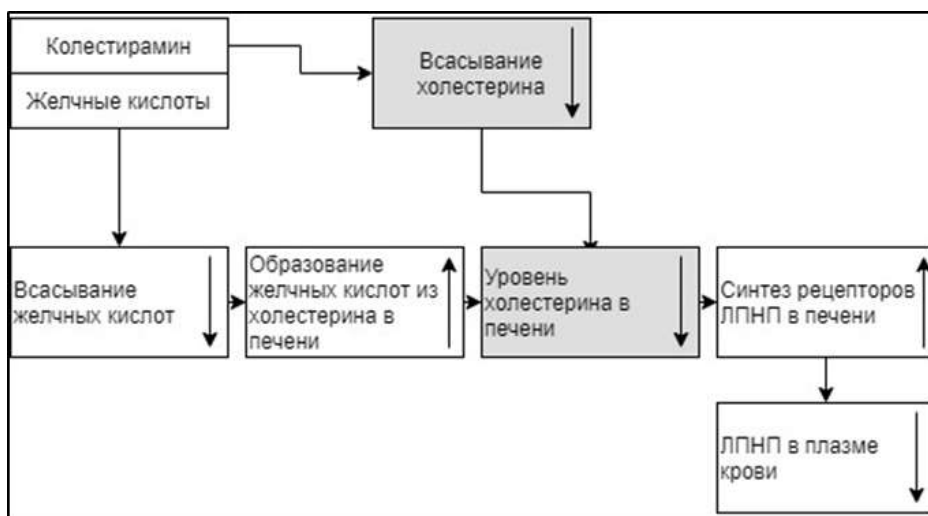 Колестирамин
Желчные кислоты
Всасывание
холестерина
Всасывание
желчных кислот
Образование
желчных кислот из
холестерина в
печени
Уровень
холестерина в
печени
Синтез рецепторов
ЛПНП в печени
ЛПНП в плазме
крови